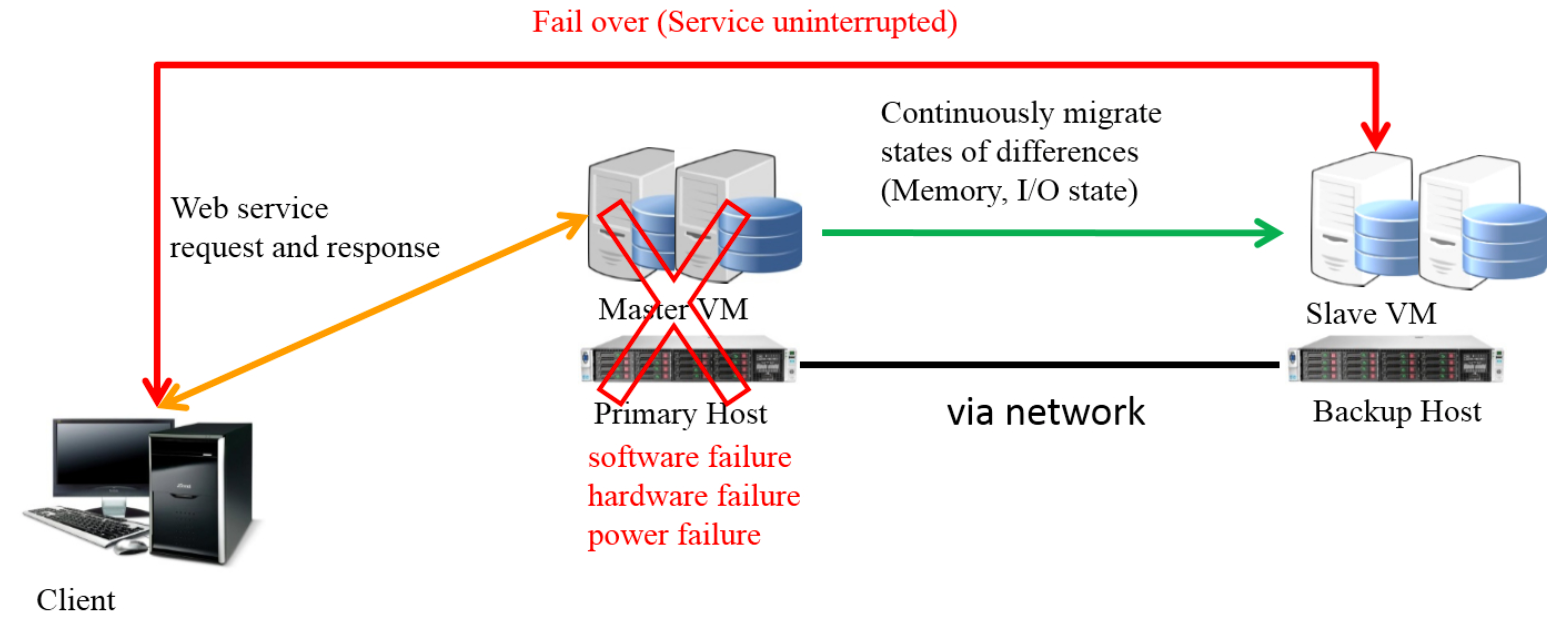 Fail over (Service uninterrupted)
Continuously migrate
states of differences
(Memory, I/O state)
Web service
request and response
Master VM
Slave VM
Primary Host
via network
Backup Host
software failure
hardware failure
power failure
Client